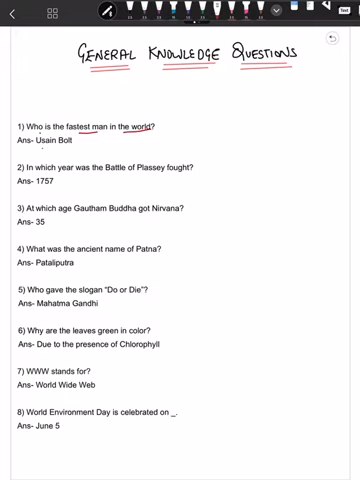 GENERAL KNOWLEDGE QUESTIONS
1) Who is the fastest man in the world?
Ans- Usain Bolt
2) In which year was the Battle of Plassey fought?
Ans- 1757
3) At which age Gautham Buddha got Nirvana?
Ans- 35
4) What was the ancient name of Patna?
Ans- Pataliputra
5) Who gave the slogan “Do or Die”?
Ans- Mahatma Gandhi
6) Why are the leaves green in color?
Ans- Due to the presence of Chlorophyll
7) WWW stands for?
Ans- World Wide Web
8) World Environment Day is celebrated on _.
Ans- June 5